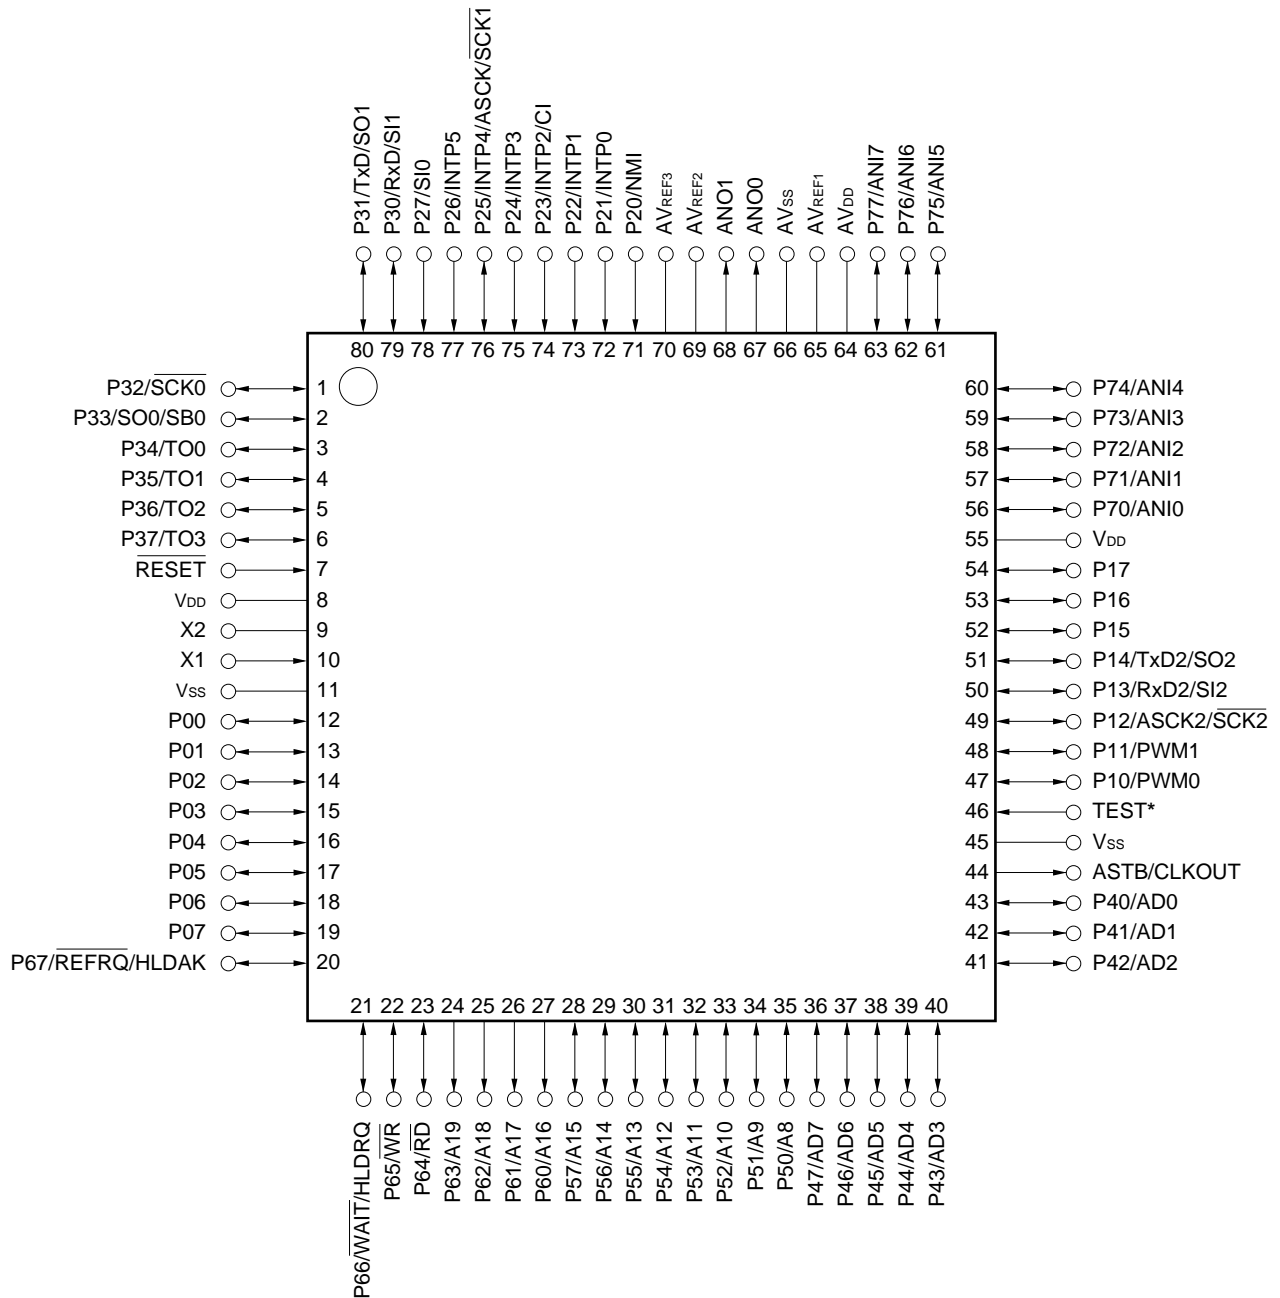 P31/TxD/SO1
P30/RxD/SI1
P27/SI0
P26/INTP5
P25/INTP4/ASCK/S̅C̅K̅1̅
P24/INTP3
P23/INTP2/CI
P22/INTP1
P21/INTP0
P20/NMI
AVREF3
AVREF2
ANO1
ANO0
AVSS
AVREF1
AVDD
P77/ANI7
P76/ANI6
P75/ANI5
80 79 78 77 76 75 74 73 72 71 70 69 68 67 66 65 64 63 62 61
P32/S̅C̅K̅0̅ 1 60 P74/ANI4
P33/SO0/SB0 2 59 P73/ANI3
P34/TO0 3 58 P72/ANI2
P35/TO1 4 57 P71/ANI1
P36/TO2 5 56 P70/ANI0
P37/TO3 6 55 VDD
R̅E̅S̅E̅T̅ 7 54 P17
VDD 8 53 P16
X2 9 52 P15
X1 10 51 P14/TxD2/SO2
VSS 11 50 P13/RxD2/SI2
P00 12 49 P12/ASCK2/S̅C̅K̅2̅
P01 13 48 P11/PWM1
P02 14 47 P10/PWM0
P03 15 46 TEST*
P04 16 45 VSS
P05 17 44 ASTB/CLKOUT
P06 18 43 P40/AD0
P07 19 42 P41/AD1
P67/R̅E̅F̅R̅Q̅/HLDAK 20 41 P42/AD2
21 22 23 24 25 26 27 28 29 30 31 32 33 34 35 36 37 38 39 40
P66/W̅A̅I̅T̅/HLDRQ
P65/W̅R̅
P64/R̅D̅
P63/A19
P62/A18
P61/A17
P60/A16
P57/A15
P56/A14
P55/A13
P54/A12
P53/A11
P52/A10
P51/A9
P50/A8
P47/AD7
P46/AD6
P45/AD5
P44/AD4
P43/AD3